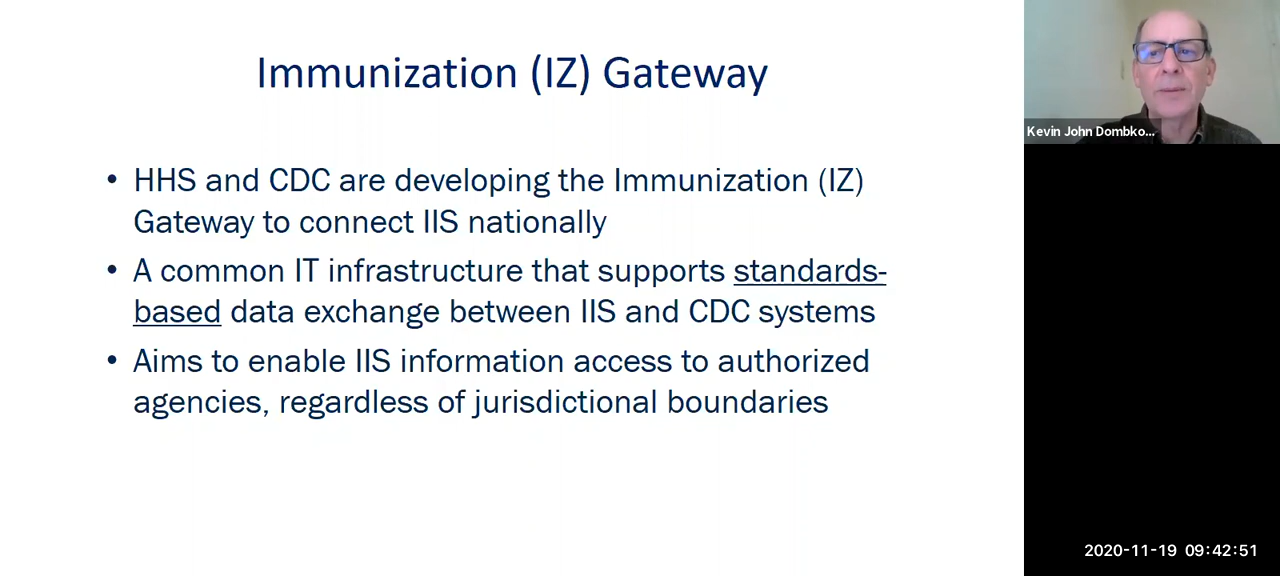 Immunization (IZ) Gateway
• HHS and CDC are developing the Immunization (IZ)
Gateway to connect IIS nationally
• A common IT infrastructure that supports standards-
based data exchange between IIS and CDC systems
• Aims to enable IIS information access to authorized
agencies, regardless of jurisdictional boundaries
Kevin John Dombko...
2020-11-19 09:42:51